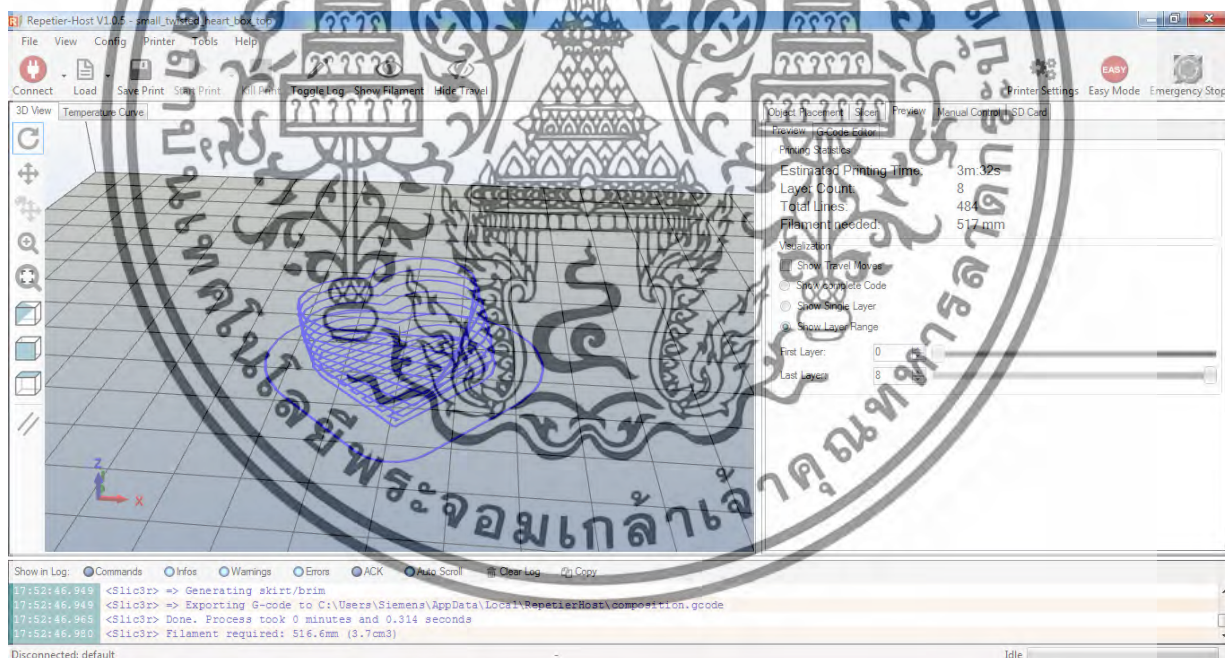 Repetier-Host V1.0.5 - small_twisted_heart_box_top
File View Config Printer Tools Help
Connect Load Save Print Start Print Kill Print Toggle Log Show Filament Hide Travel Printer Settings Easy Mode Emergency Stop
EASY
3D View Temperature Curve
Object Placement Slicer Preview Manual Control SD Card
Preview G-Code Editor
Printing Statistics
Estimated Printing Time: 3m:32s
Layer Count: 8
Total Lines: 484
Filament needed: 517 mm
Visualization
Show Travel Moves
Show complete Code
Show Single Layer
Show Layer Range
First Layer: 0
Last Layer: 8
Z
X
พระจอมเกล้าเจ้าคุณทหารลาดกระ
Show in Log: Commands Infos Warnings Errors ACK Auto Scroll Clear Log Copy
17:52:46.949 <Slic3r> => Generating skirt/brim
17:52:46.949 <Slic3r> => Exporting G-code to C:\Users\Siemens\AppData\Local\RepetierHost\composition.gcode
17:52:46.965 <Slic3r> Done. Process took 0 minutes and 0.314 seconds
17:52:46.980 <Slic3r> Filament required: 516.6mm (3.7cm3)
Disconnected: default - Idle